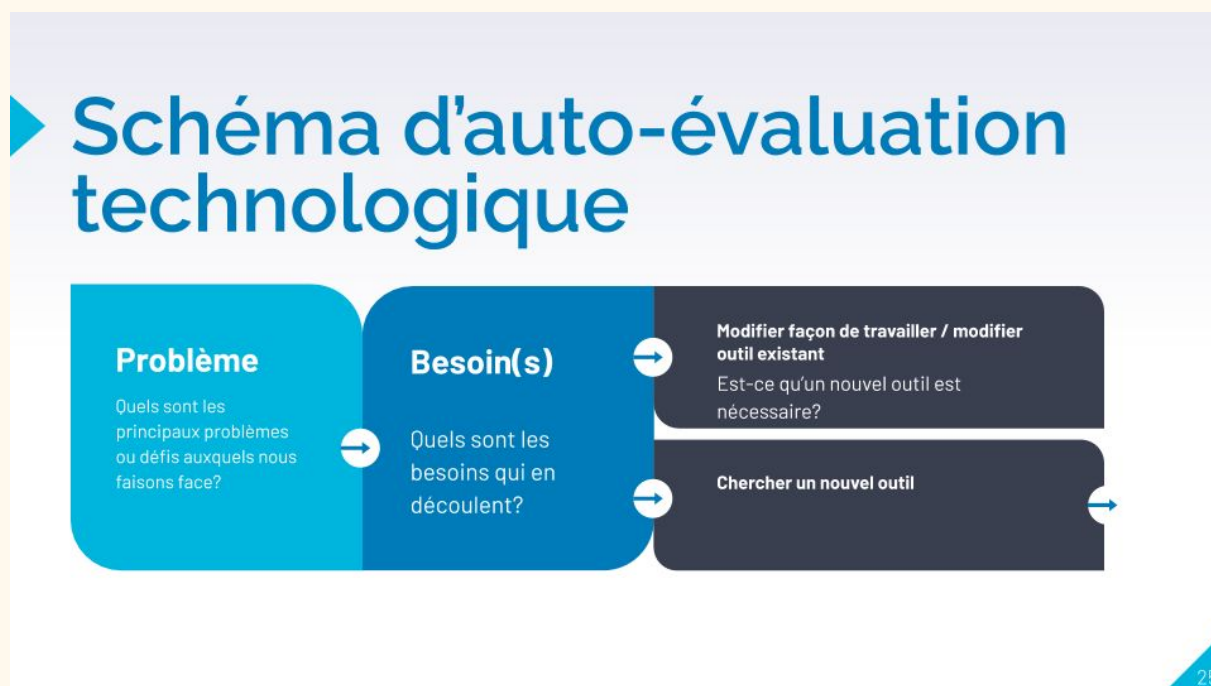 Schéma d'auto-évaluation
technologique
Problème
Quels sont les
principaux problèmes
ou défis auxquels nous
faisons face?
Besoin(s)
Quels sont les
besoins qui en
découlent?
Modifier façon de travailler / modifier
outil existant
Est-ce qu'un nouvel outil est
nécessaire?
Chercher un nouvel outil